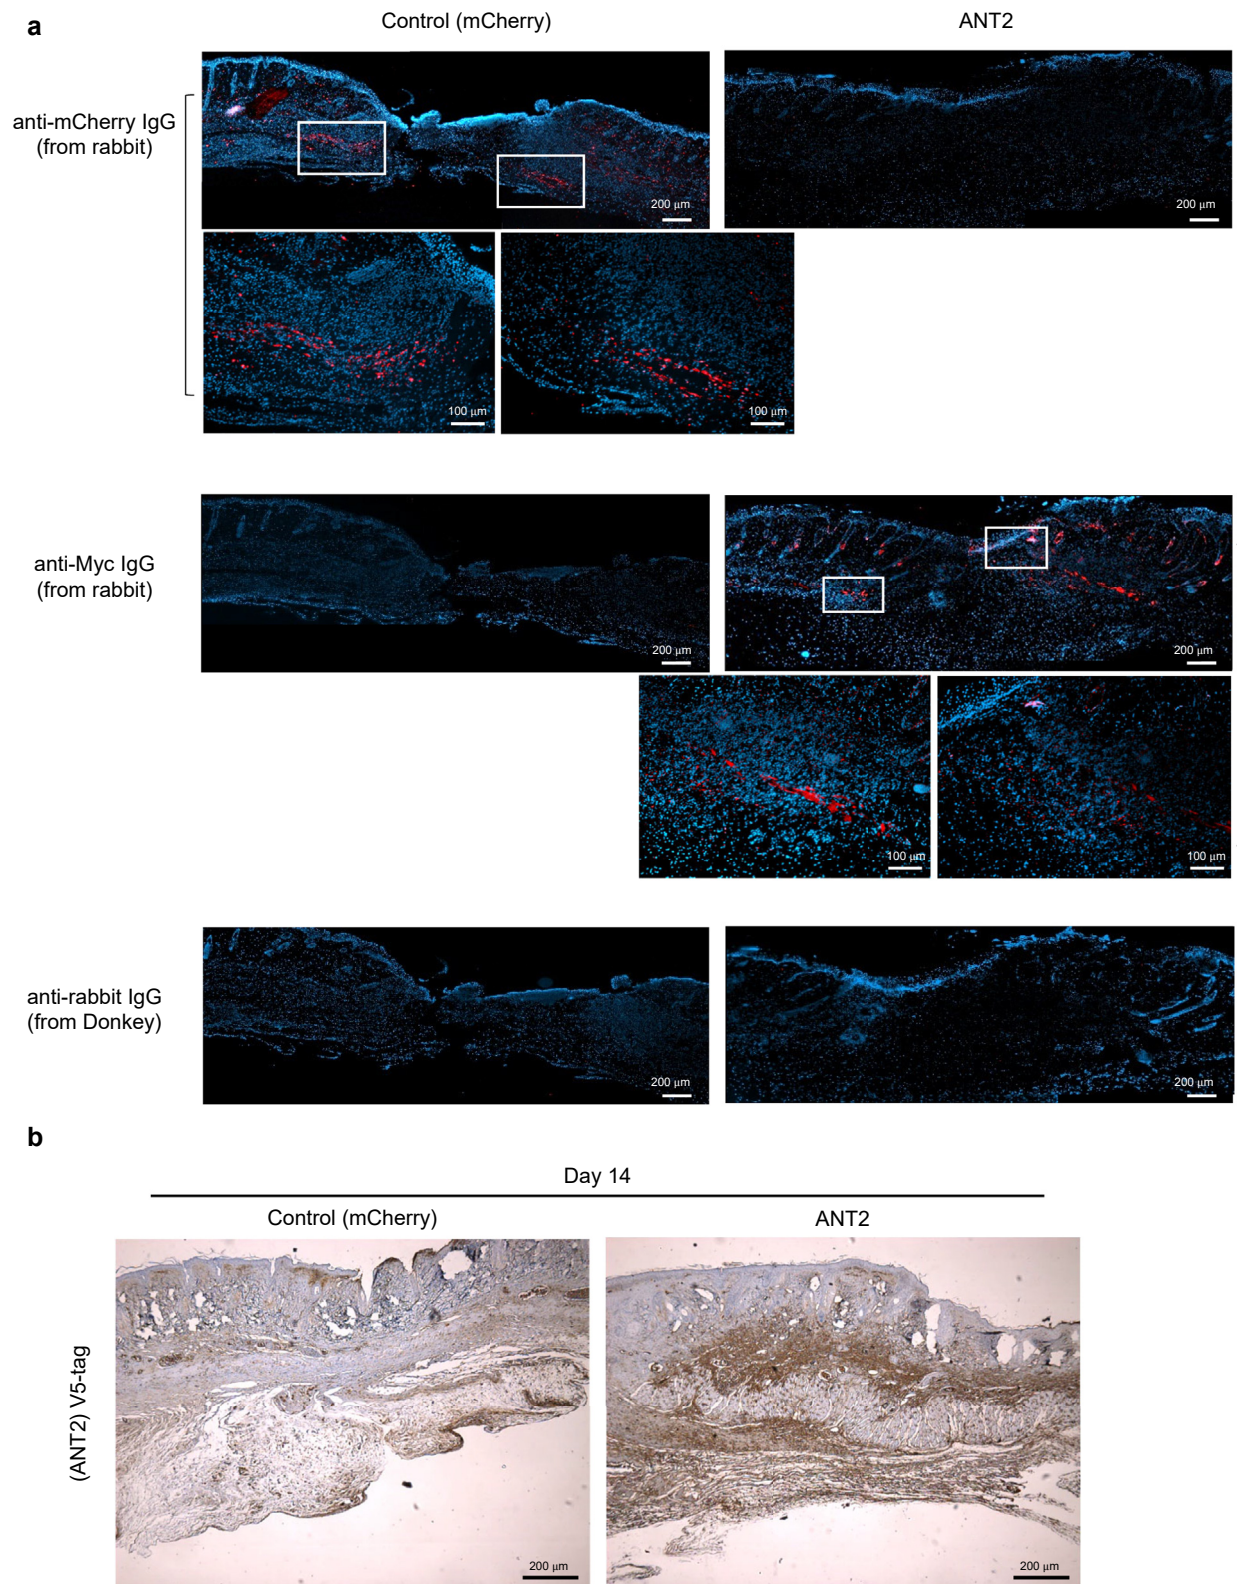 a
Control (mCherry)
ANT2
anti-mCherry IgG
(from rabbit)
200 μm
200 μm
100 μm
100 μm
anti-Myc IgG
(from rabbit)
200 μm
200 μm
100 μm
100 μm
anti-rabbit IgG
(from Donkey)
200 μm
200 μm
b
Day 14
Control (mCherry)
ANT2
(ANT2) V5-tag
200 μm
200 μm